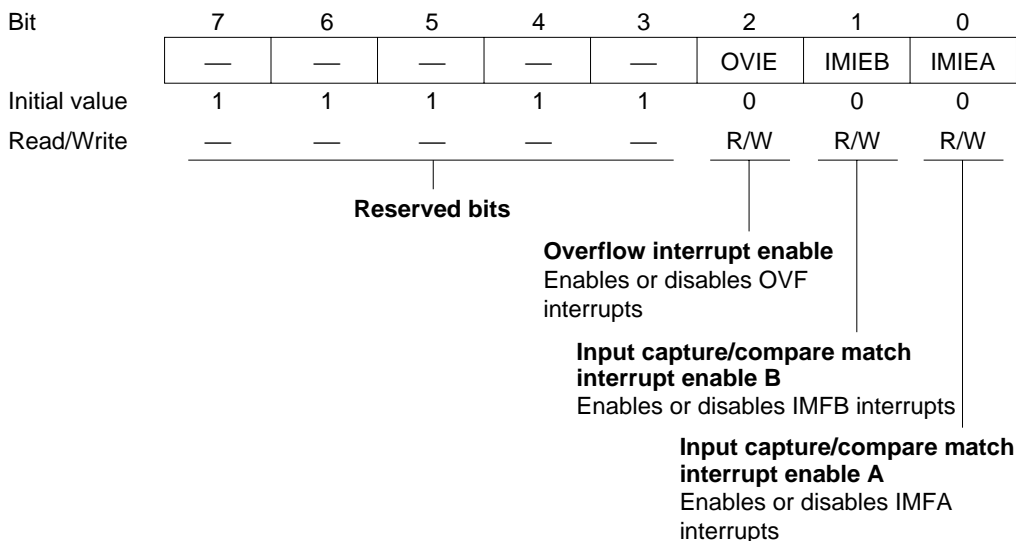 Bit 7 6 5 4 3 2 1 0
— — — — — OVIE IMIEB IMIEA
Initial value 1 1 1 1 1 0 0 0
Read/Write — — — — — R/W R/W R/W
Reserved bits
Overflow interrupt enable
Enables or disables OVF
interrupts
Input capture/compare match
interrupt enable B
Enables or disables IMFB interrupts
Input capture/compare match
interrupt enable A
Enables or disables IMFA
interrupts